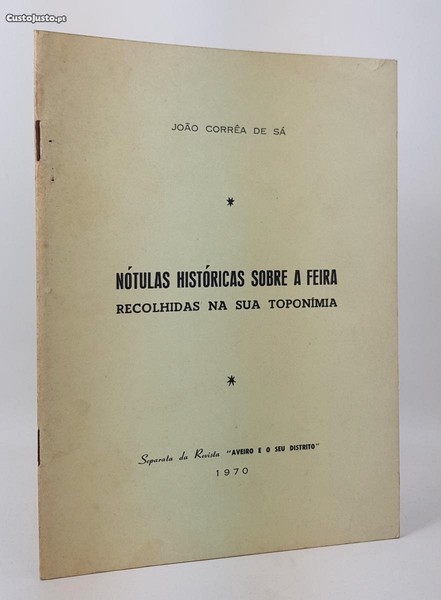 CustoJusto.pt
JOÃO CORRÊA DE SÁ
*
NÓTULAS HISTÓRICAS SOBRE A FEIRA
RECOLHIDAS NA SUA TOPONÍMIA
*
Separata da Revista "AVEIRO E O SEU DISTRITO"
1970